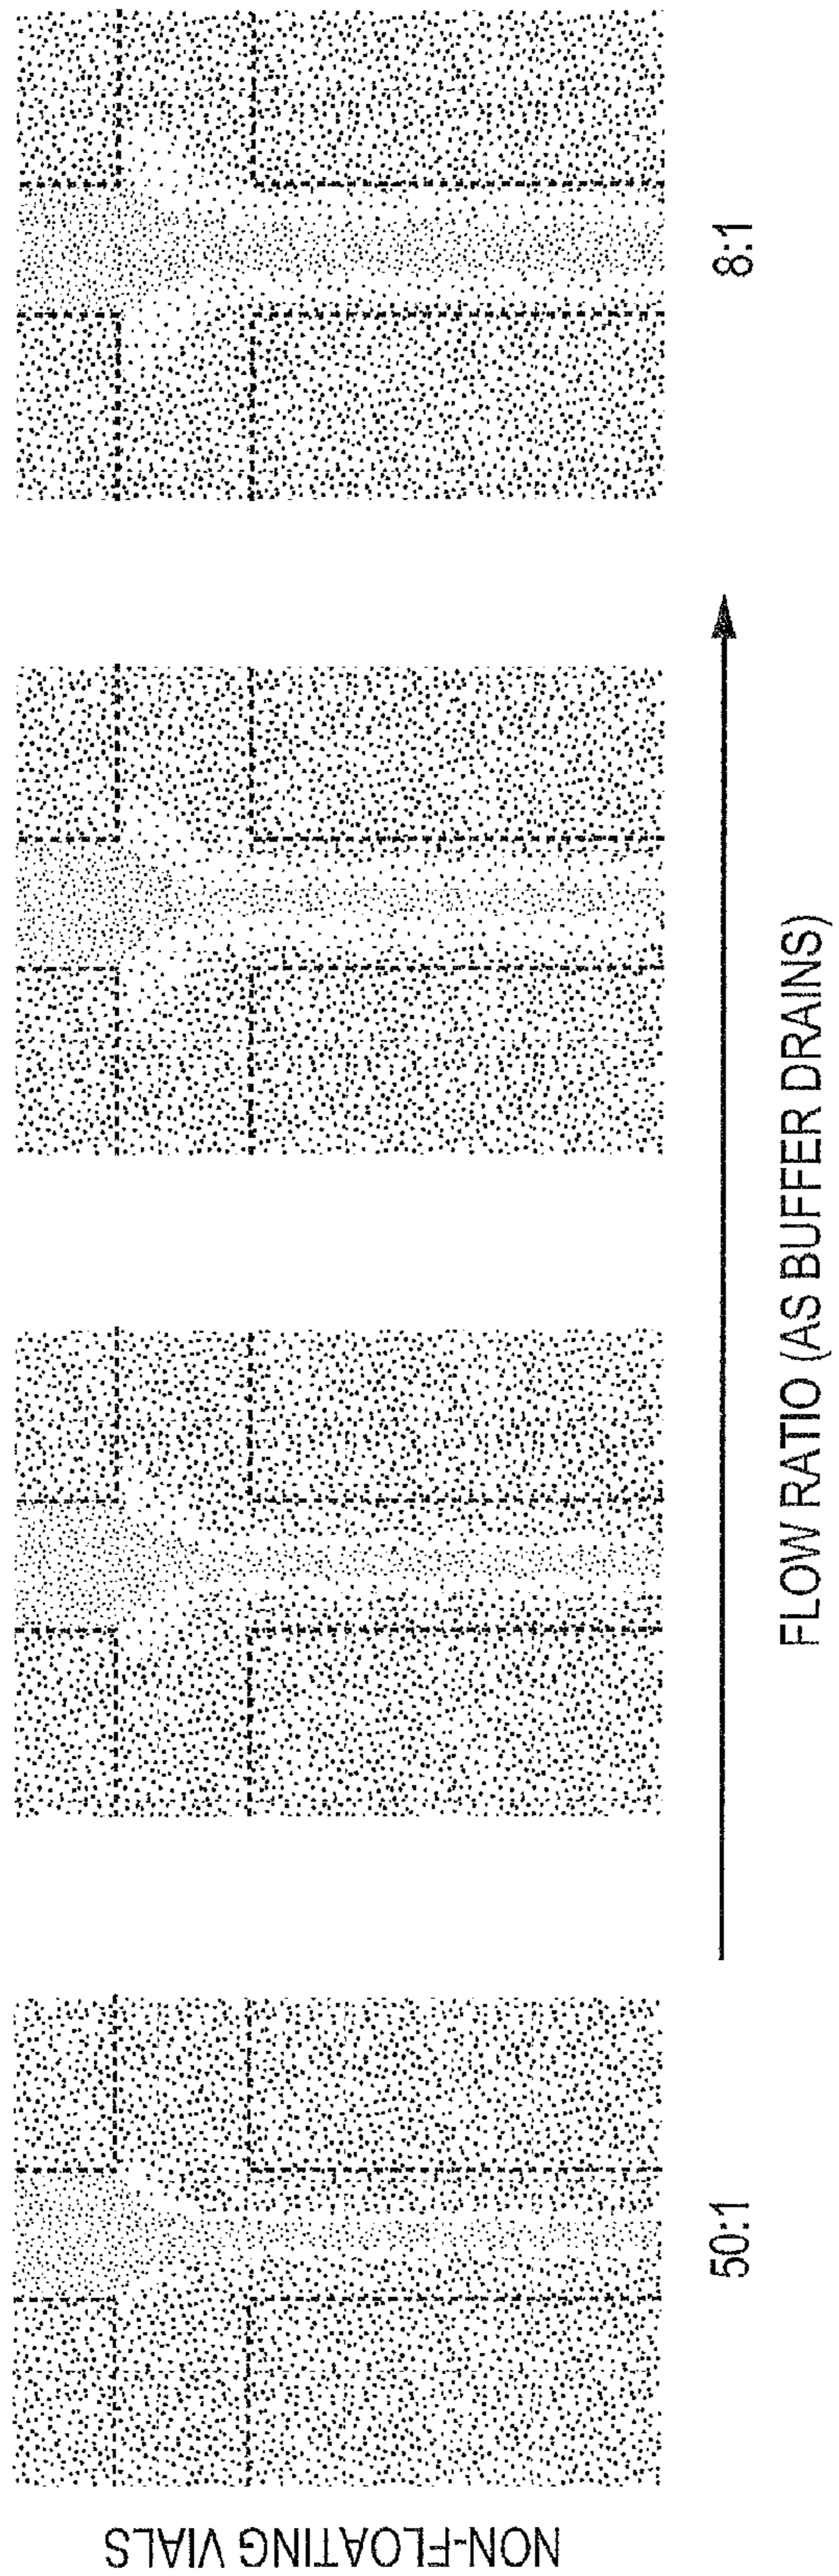 NON-FLOATING VIALS
50:1
8:1
FLOW RATIO (AS BUFFER DRAINS)